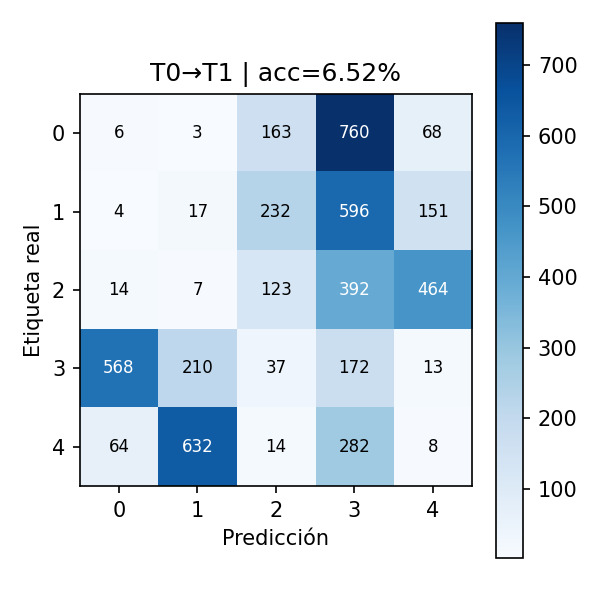 T0→T1 | acc=6.52%
Etiqueta real
0 6 3 163 760 68
1 4 17 232 596 151
2 14 7 123 392 464
3 568 210 37 172 13
4 64 632 14 282 8
0 1 2 3 4
Predicción
700
600
500
400
300
200
100